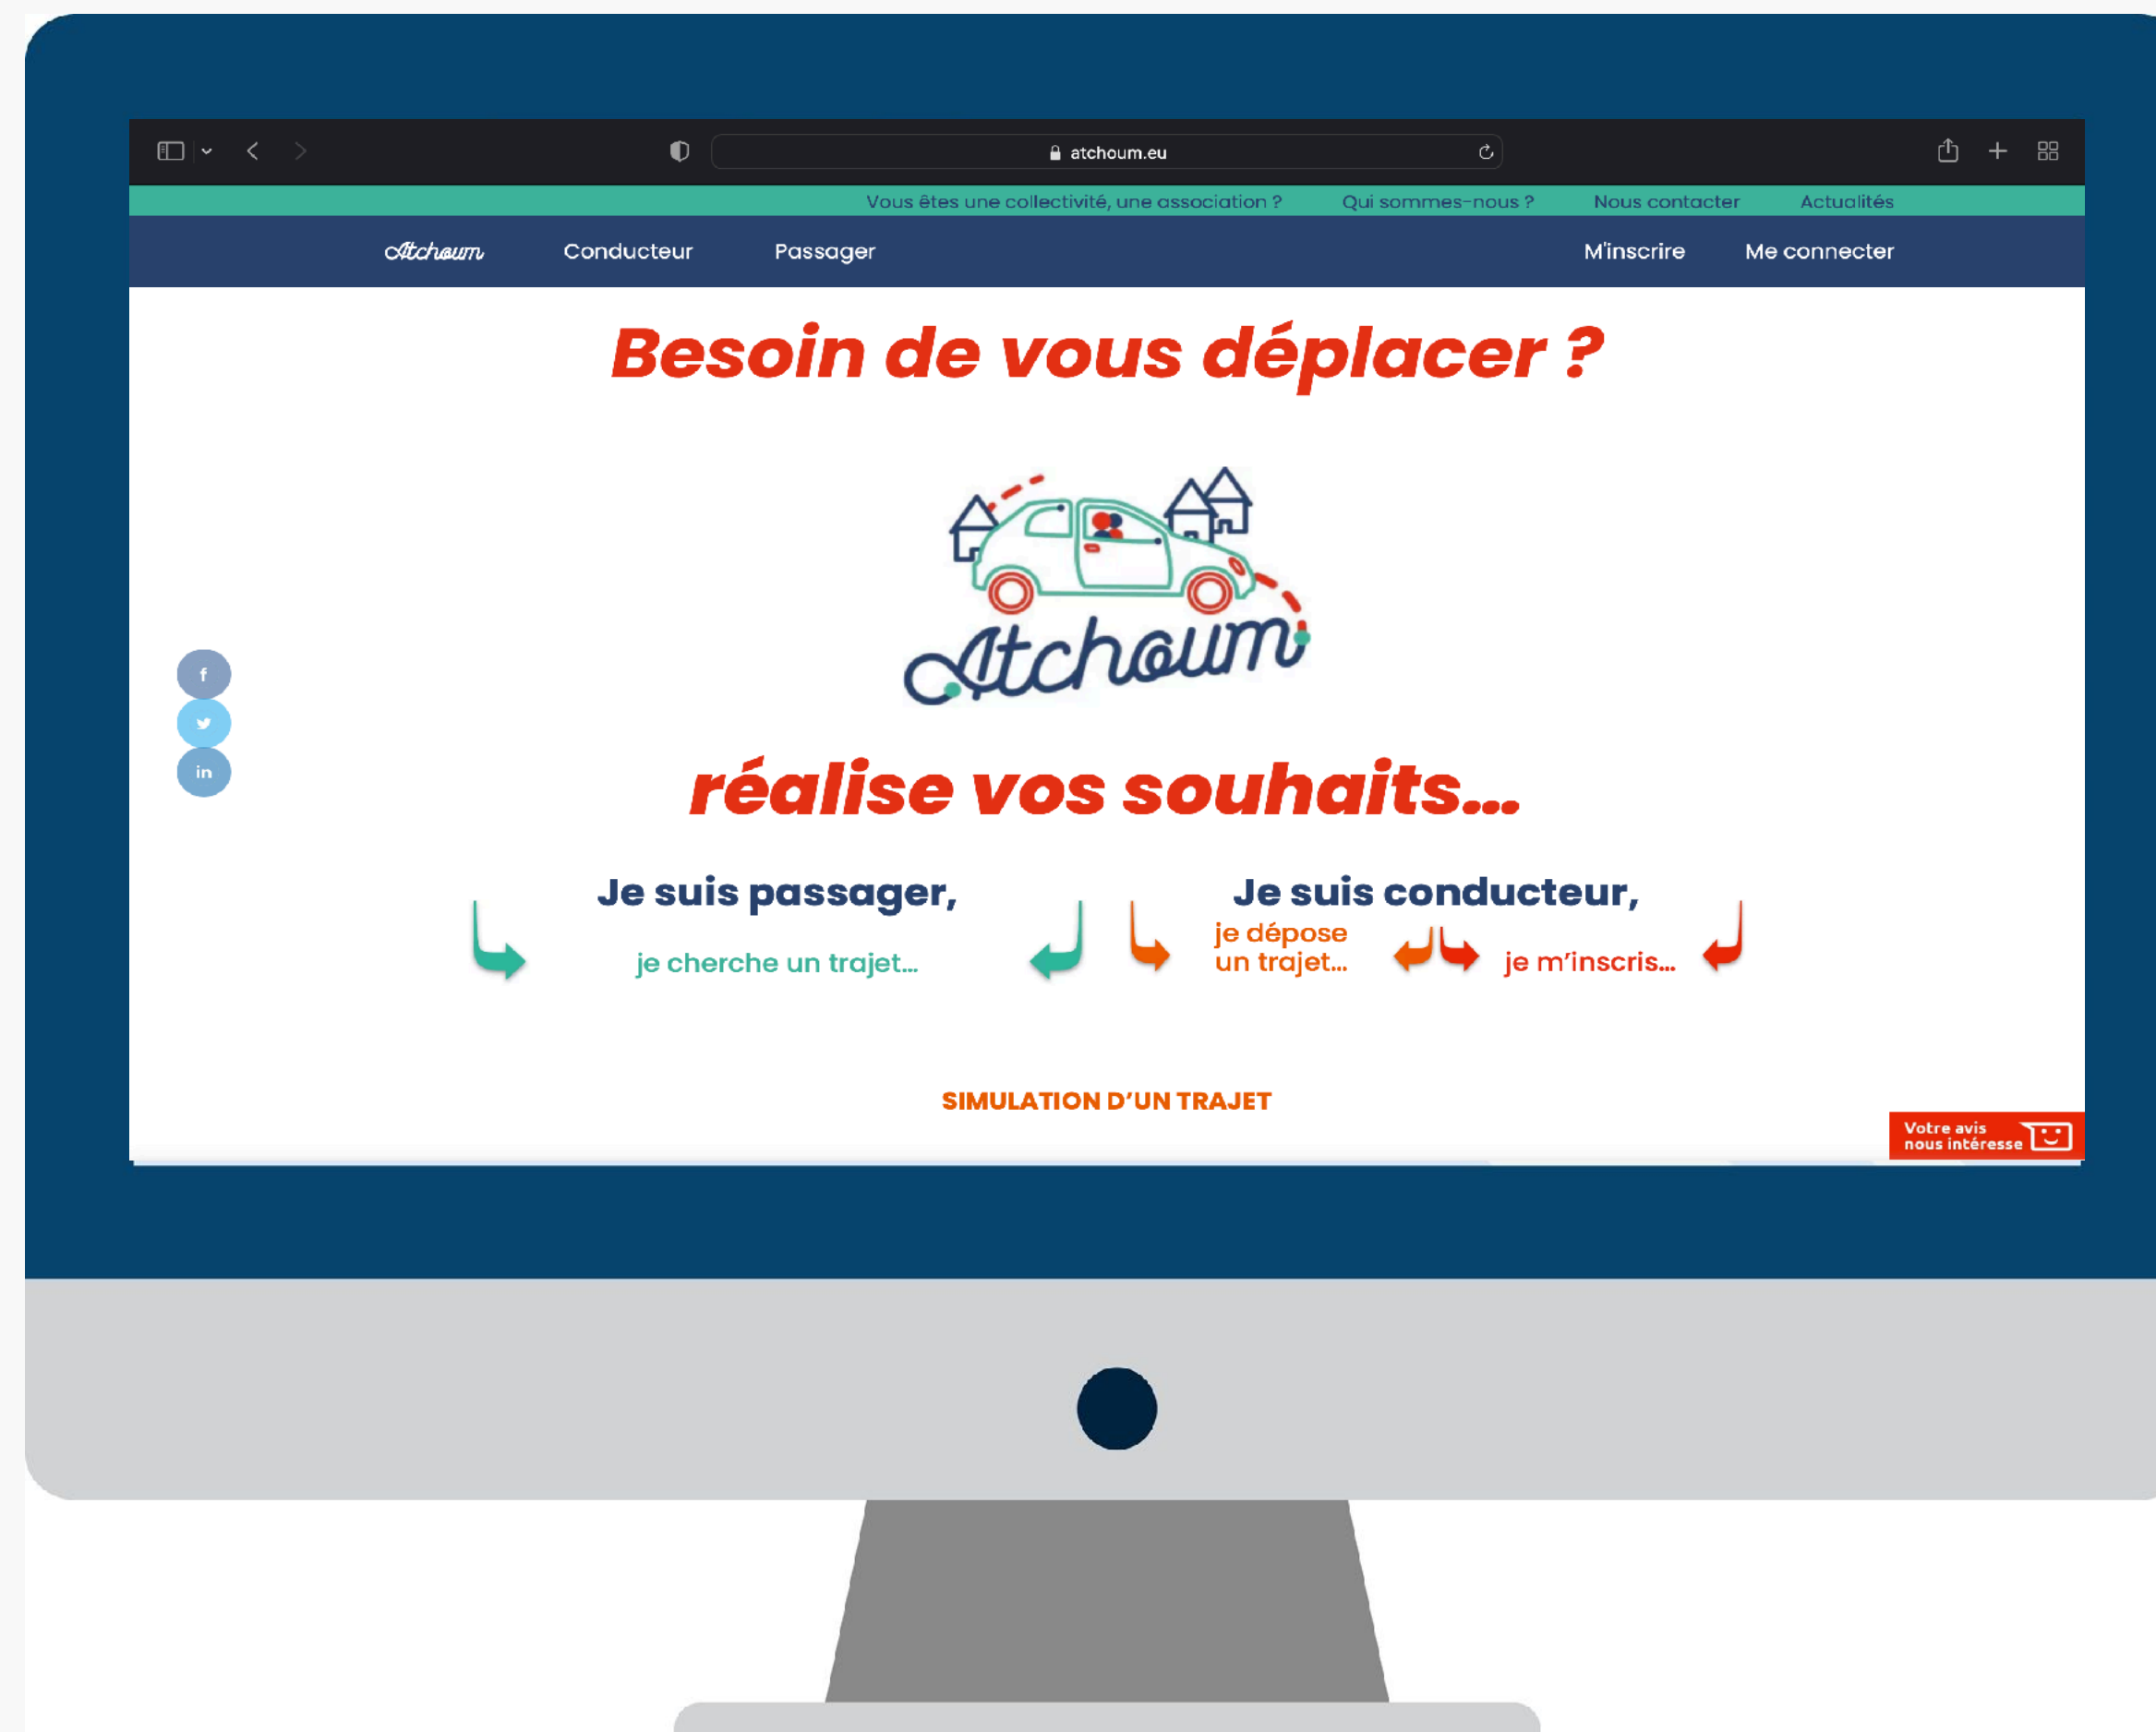 atchoum.eu
Vous êtes une collectivité, une association ? Qui sommes-nous ? Nous contacter Actualités
Atchoum Conducteur Passager M'inscrire Me connecter
Besoin de vous déplacer ?
Atchoum
f
in
réalise vos souhaits...
Je suis passager,
je cherche un trajet...
Je suis conducteur,
je dépose
un trajet...
je m'inscris...
SIMULATION D'UN TRAJET
Votre avis
nous intéresse